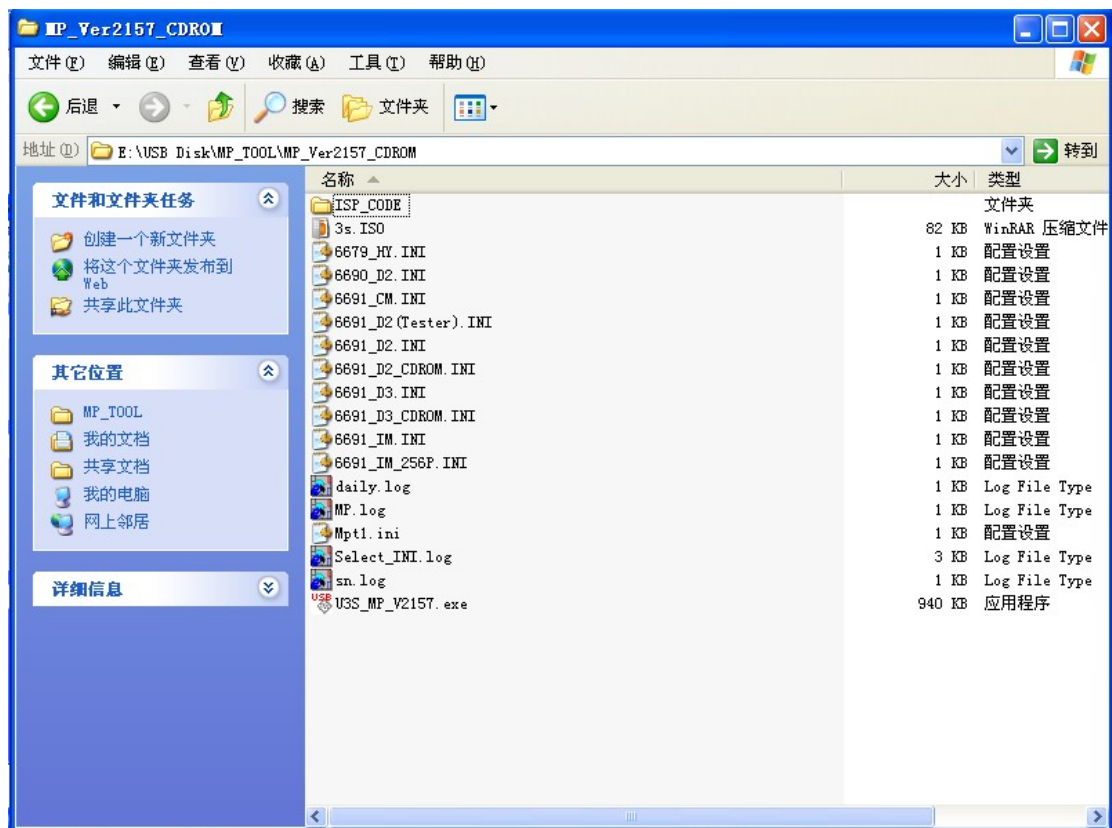 MP_Ver2157_CDROM
文件(F) 编辑(E) 查看(V) 收藏(A) 工具(T) 帮助(H)
后退 搜索 文件夹
地址(D) E:\USB Disk\MP_TOOL\MP_Ver2157_CDROM 转到
文件和文件夹任务
创建一个新文件夹
将这个文件夹发布到
Web
共享此文件夹
其它位置
MP_TOOL
我的文档
共享文档
我的电脑
网上邻居
详细信息
名称 大小 类型
ISP_CODE 文件夹
3s.ISO 82 KB WinRAR 压缩文件
6679_HY.INI 1 KB 配置设置
6690_D2.INI 1 KB 配置设置
6691_CM.INI 1 KB 配置设置
6691_D2(Tester).INI 1 KB 配置设置
6691_D2.INI 1 KB 配置设置
6691_D2_CDROM.INI 1 KB 配置设置
6691_D3.INI 1 KB 配置设置
6691_D3_CDROM.INI 1 KB 配置设置
6691_IM.INI 1 KB 配置设置
6691_IM_256P.INI 1 KB 配置设置
daily.log 1 KB Log File Type
MP.log 1 KB Log File Type
Mpt1.ini 1 KB 配置设置
Select_INI.log 3 KB Log File Type
sn.log 1 KB Log File Type
U3S_MP_V2157.exe 940 KB 应用程序